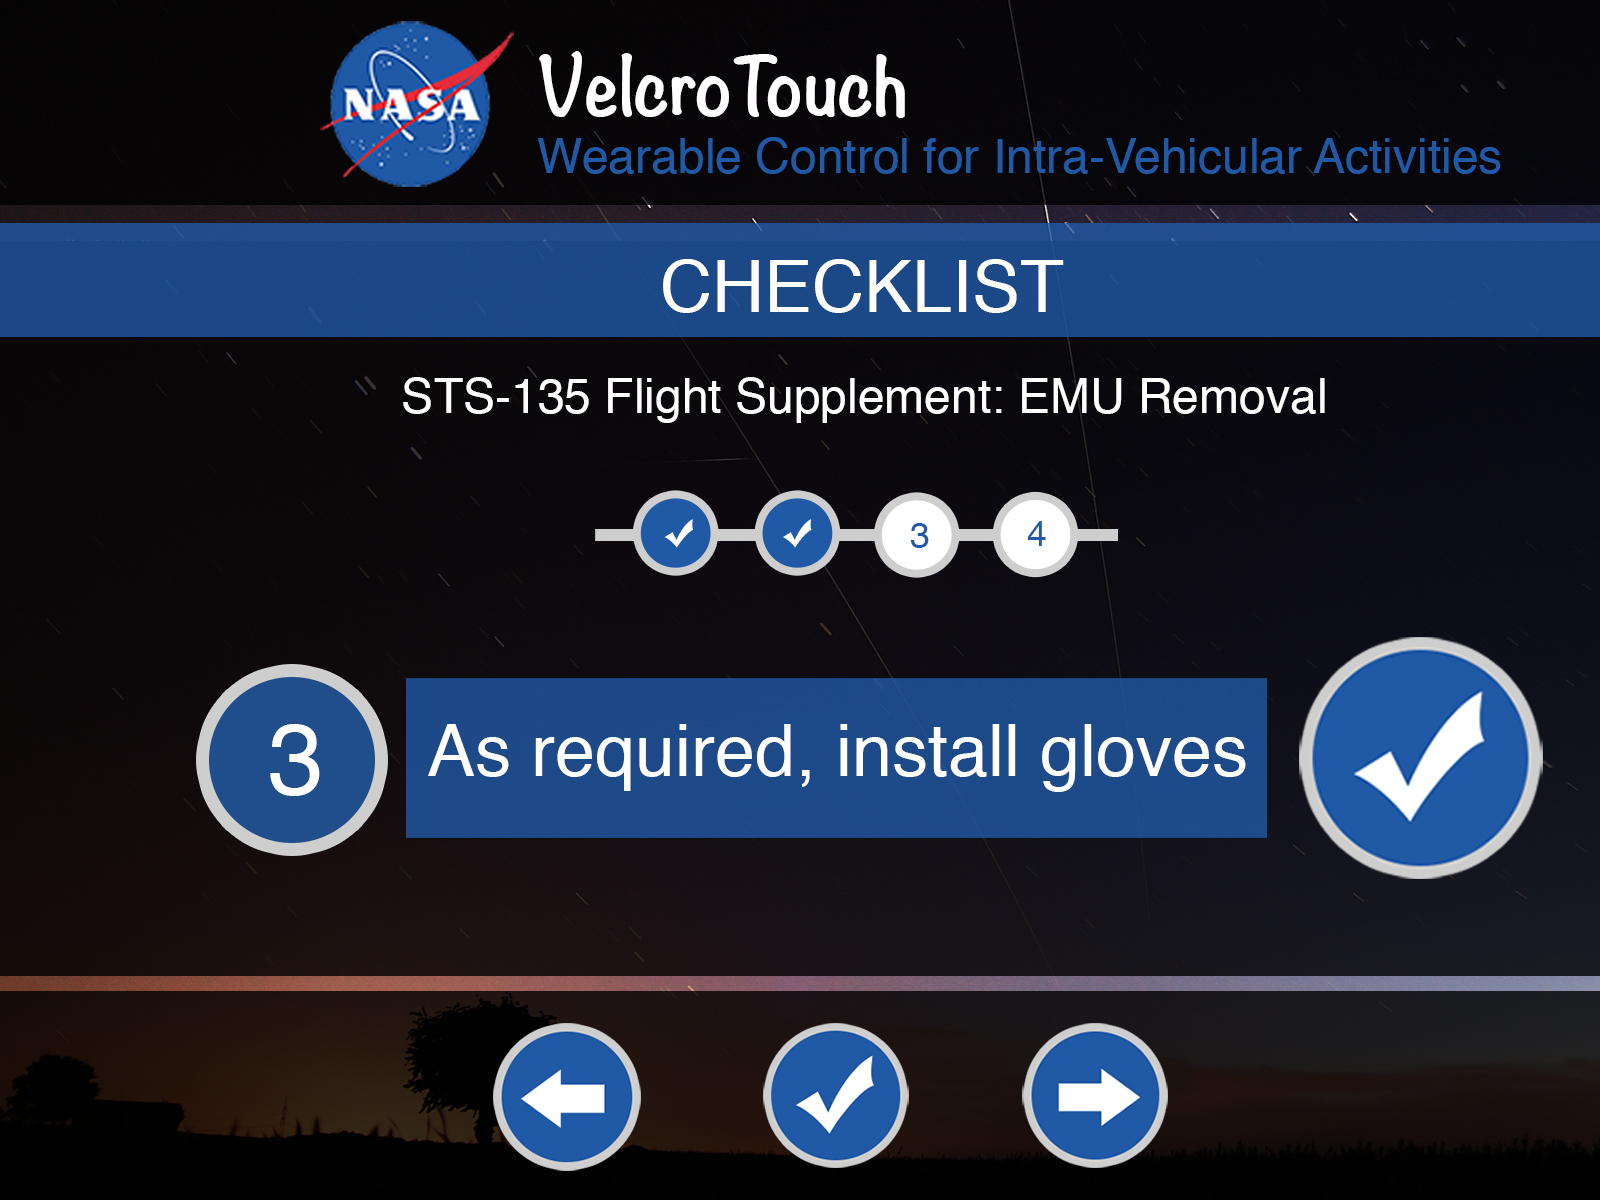 NASA
VelcroTouch
Wearable Control for Intra-Vehicular Activities
CHECKLIST
STS-135 Flight Supplement: EMU Removal
3 4
3 As required, install gloves